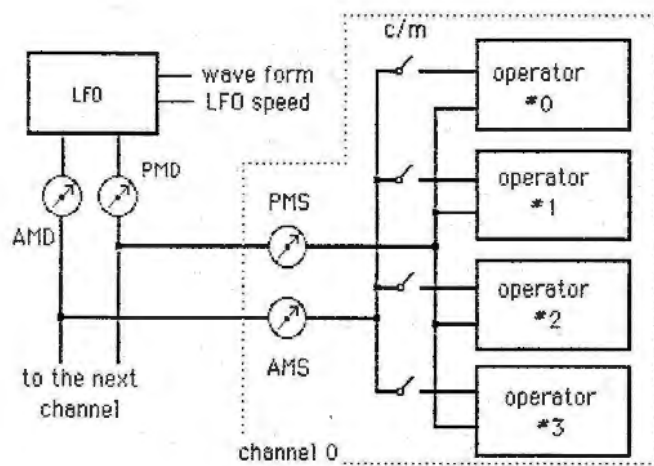 c/m
LFO
wave form
LFO speed
operator
#0
PMD
AMD
operator
#1
PMS
operator
#2
AMS
to the next
channel
operator
#3
channel 0